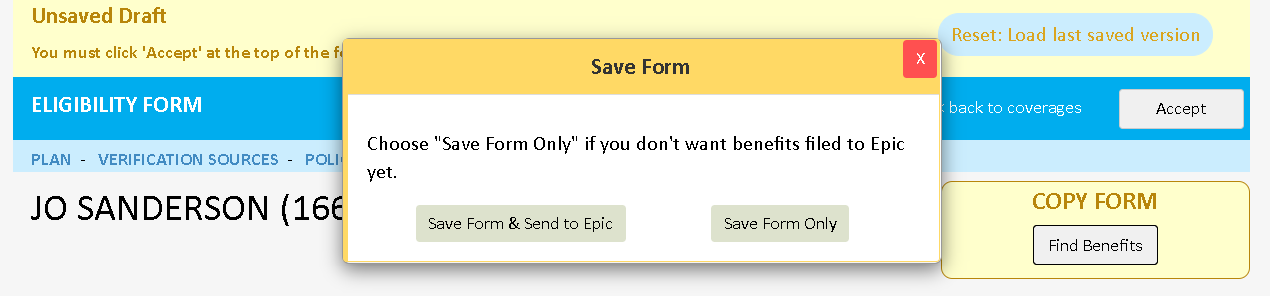 Unsaved Draft
You must click 'Accept' at the top of the
Reset: Load last saved version
Save Form
X
ELIGIBILITY FORM
back to coverages
Accept
Choose "Save Form Only" if you don't want benefits filed to Epic
yet.
PLAN - VERIFICATION SOURCES -
JO SANDERSON (166
COPY FORM
Save Form & Send to Epic
Save Form Only
Find Benefits